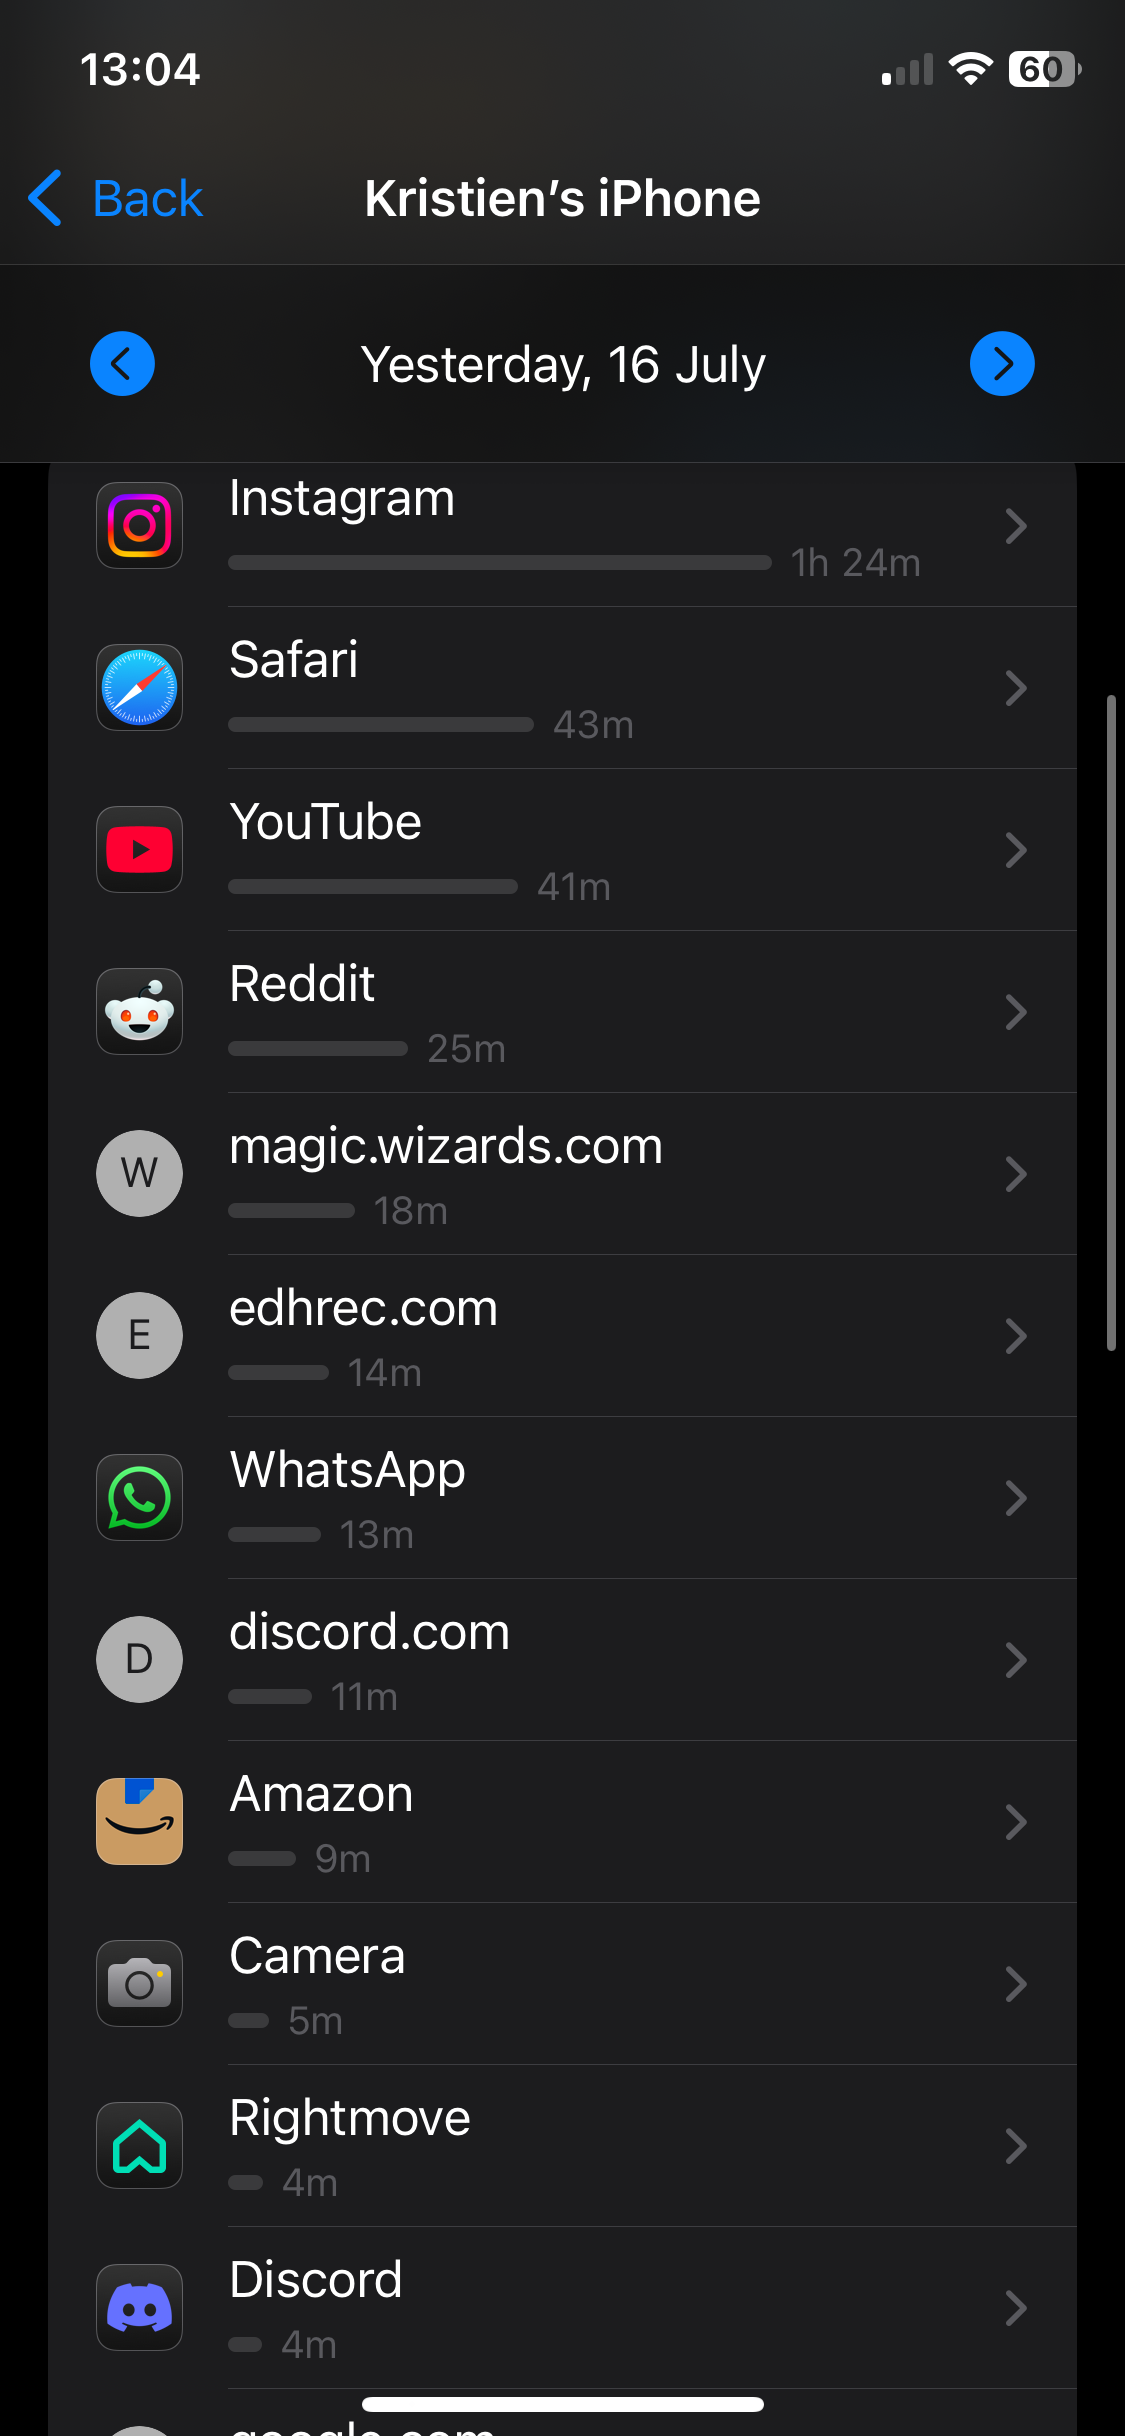 13:04
60
Back
Kristien’s iPhone
Yesterday, 16 July
Instagram
1h 24m
Safari
43m
YouTube
41m
Reddit
25m
W
magic.wizards.com
18m
E
edhrec.com
14m
WhatsApp
13m
D
discord.com
11m
Amazon
9m
Camera
5m
Rightmove
4m
Discord
4m
google.com